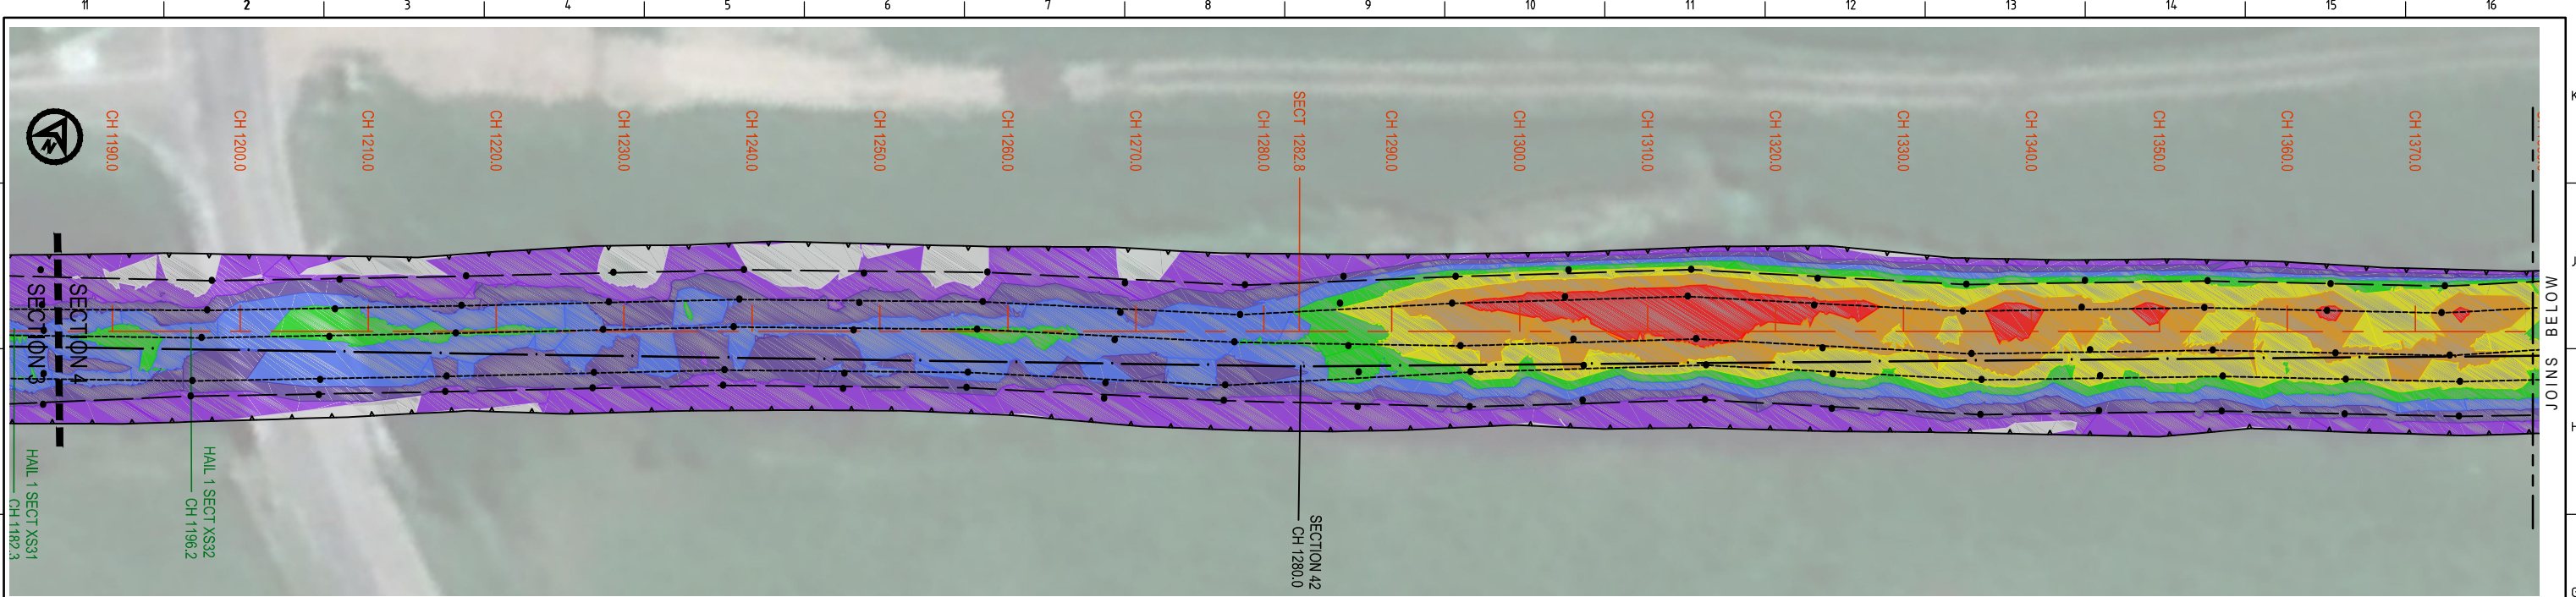 11 2 3 4 5 6 7 8 9 10 11 12 13 14 15 16
K
J
H
N
CH 1190.0
CH 1200.0
CH 1210.0
CH 1220.0
CH 1230.0
CH 1240.0
CH 1250.0
CH 1260.0
CH 1270.0
CH 1280.0
SECT 1282.8
CH 1290.0
CH 1300.0
CH 1310.0
CH 1320.0
CH 1330.0
CH 1340.0
CH 1350.0
CH 1360.0
CH 1370.0
SECTION 4
SECTION 3
JOINS BELOW
HAIL 1 SECT XS31
CH 1182.3
HAIL 1 SECT XS32
CH 1196.2
SECTION 42
CH 1280.0